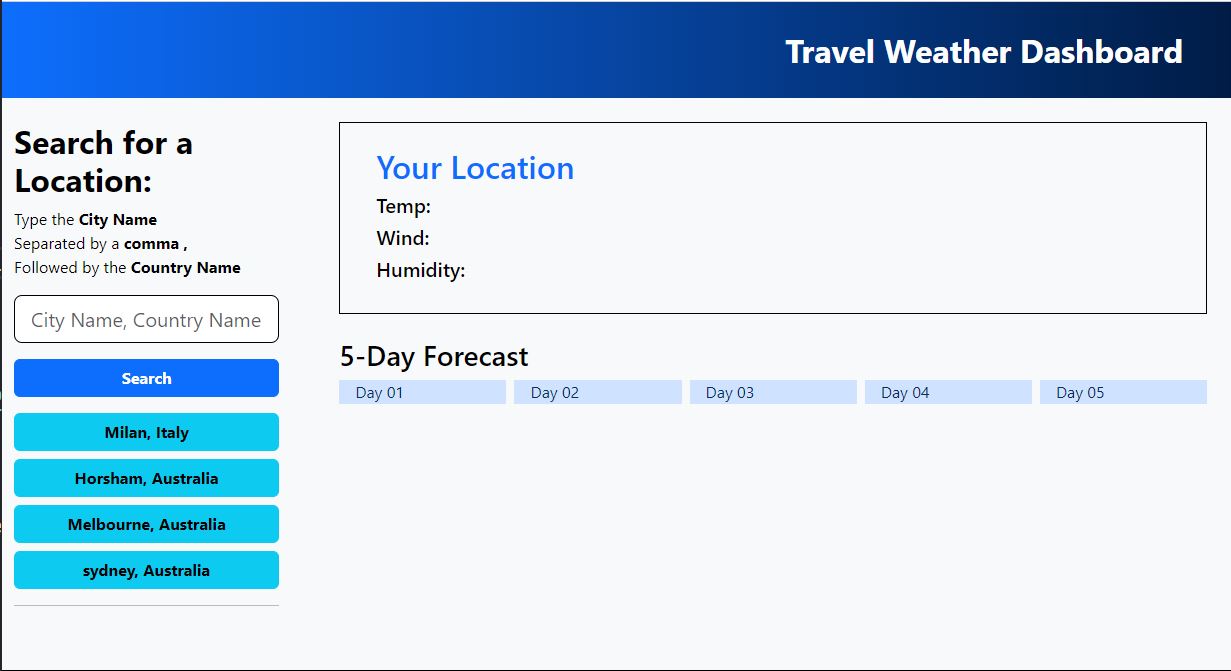 Travel Weather Dashboard
Search for a
Location:
Type the City Name
Separated by a comma ,
Followed by the Country Name
City Name, Country Name
Search
Milan, Italy
Horsham, Australia
Melbourne, Australia
sydney, Australia
Your Location
Temp:
Wind:
Humidity:
5-Day Forecast
Day 01
Day 02
Day 03
Day 04
Day 05